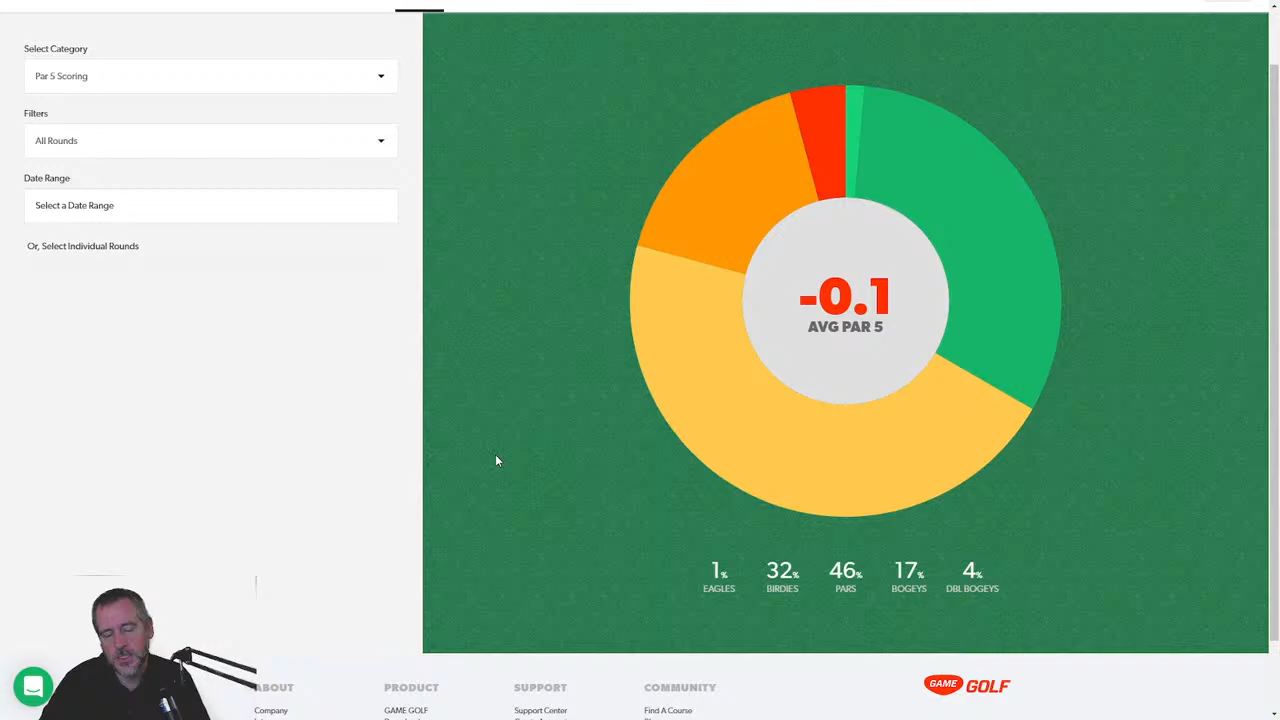 Select Category
Par 5 Scoring
Filters
All Rounds
Date Range
Select a Date Range
Or, Select Individual Rounds
-0.1
AVG PAR 5
1% 32% 46% 17% 4%
EAGLES BIRDIES PARS BOGEYS DBL BOGEYS
ABOUT PRODUCT SUPPORT COMMUNITY
GAME GOLF
Company GAME GOLF Support Center Find A Course